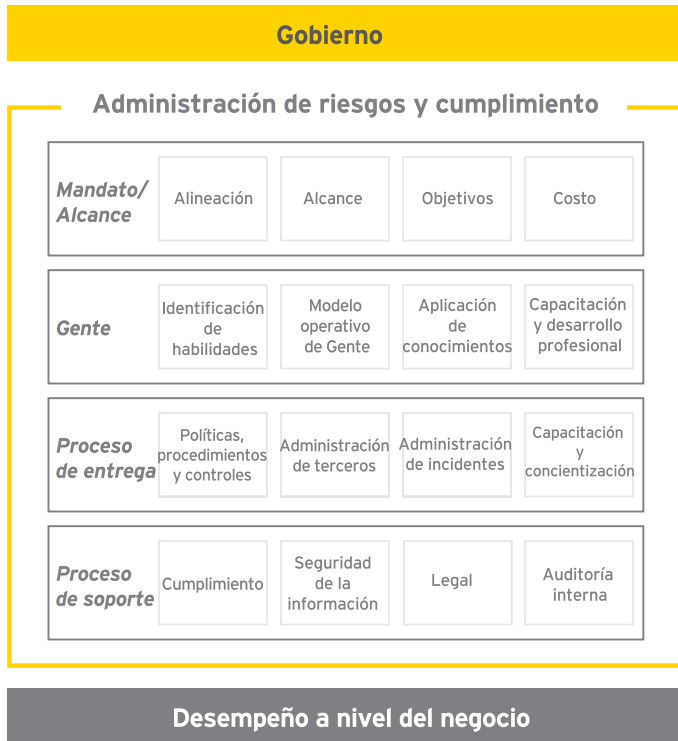 Gobierno
Administración de riesgos y cumplimiento
Mandato/
Alcance
Alineación
Alcance
Objetivos
Costo
Gente
Identificación
de
habilidades
Modelo
operativo
de Gente
Aplicación
de
conocimientos
Capacitación
y desarrollo
profesional
Proceso
de entrega
Políticas,
procedimientos
y controles
Administración
de terceros
Administración
de incidentes
Capacitación
y
concientización
Proceso
de soporte
Cumplimiento
Seguridad
de la
información
Legal
Auditoría
interna
Desempeño a nivel del negocio